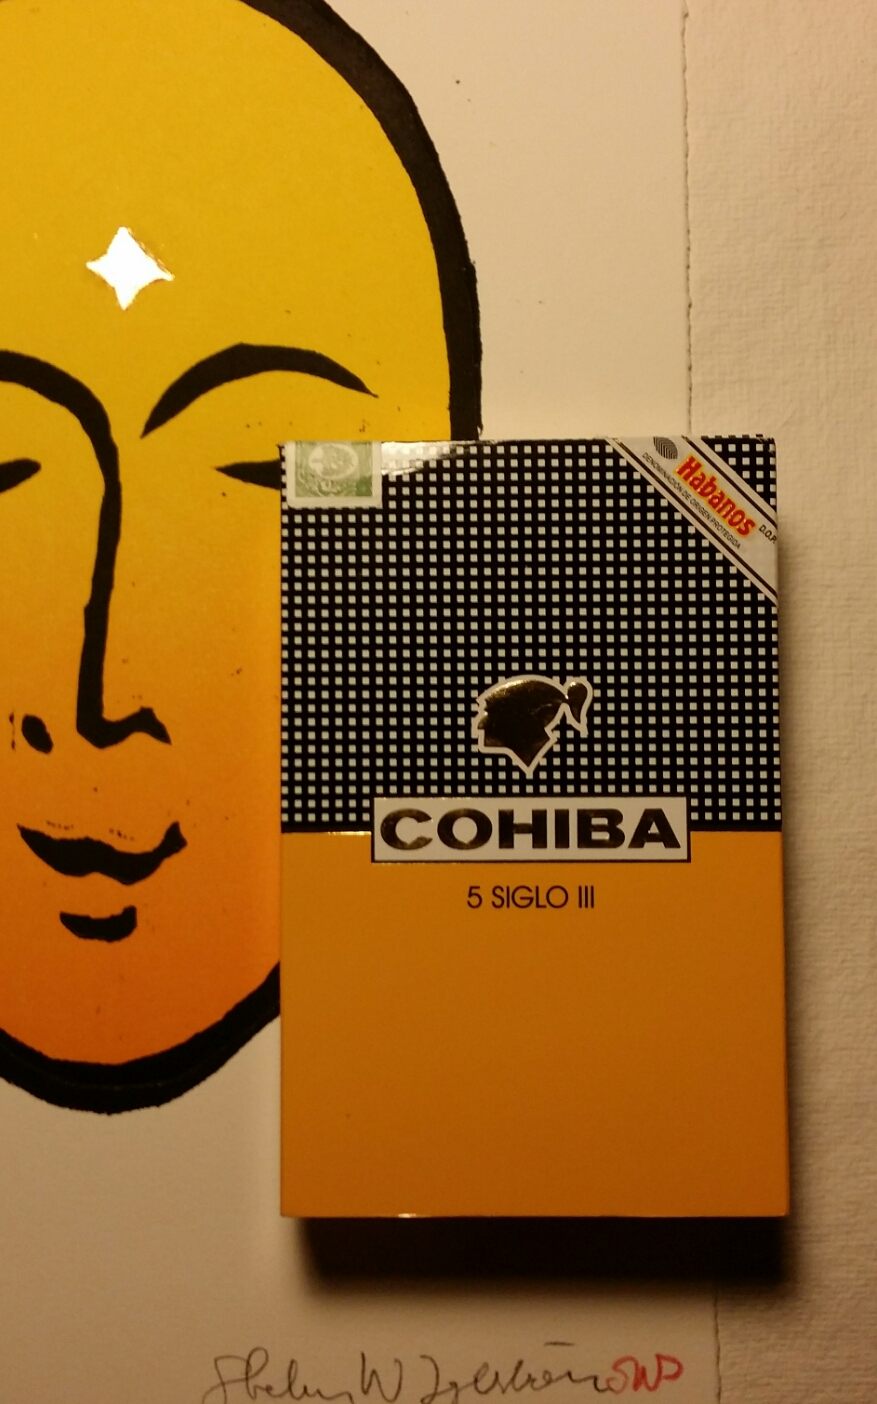 Habanos
DENOMINACIÓN DE ORIGEN PROTEGIDA
D.O.P.
COHIBA
5 SIGLO III